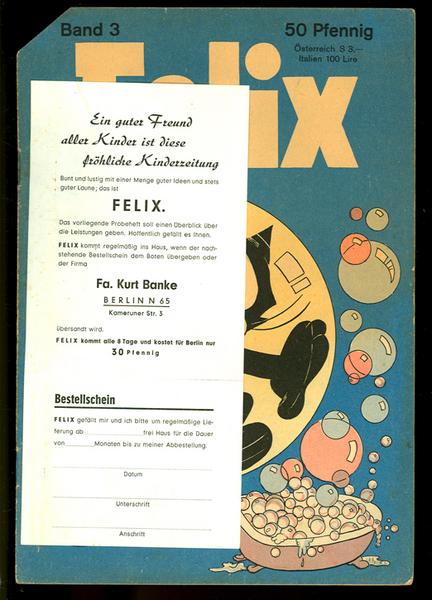 Band 3
50 Pfennig
Österreich S 3.—
Italien 100 Lire
Felix
Ein guter Freund
aller Kinder ist diese
fröhliche Kinderzeitung
Bunt und lustig mit einer Menge guter Ideen und stets
guter Laune; das ist
FELIX.
Das vorliegende Probeheft soll einen Überblick über
die Leistungen geben. Hoffentlich gefällt es Ihnen.
FELIX kommt regelmäßig ins Haus, wenn der nach-
stehende Bestellschein dem Boten übergeben oder
der Firma
Fa. Kurt Banke
BERLIN N 65
Kameruner Str. 3
übersandt wird.
FELIX kommt alle 8 Tage und kostet für Berlin nur
30 Pfennig
Bestellschein
FELIX gefällt mir und ich bitte um regelmäßige Lie-
ferung ab ............ frei Haus für die Dauer
von ........ Monaten bis zu meiner Abbestellung.
Datum
Unterschrift
Anschrift